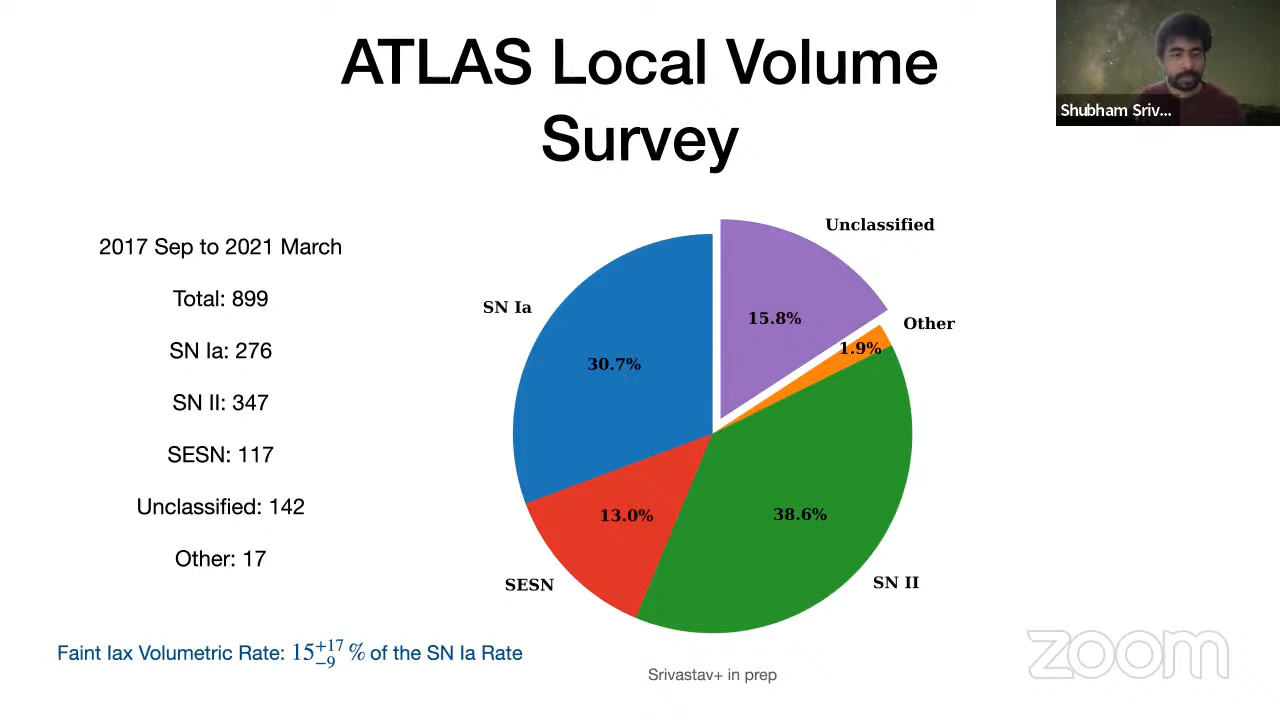 ATLAS Local Volume
Survey
Shubham Sriv...
2017 Sep to 2021 March
Total: 899
SN Ia: 276
SN II: 347
SESN: 117
Unclassified: 142
Other: 17
Faint Iax Volumetric Rate: 15+17−9 % of the SN Ia Rate
Unclassified
SN Ia
15.8%
Other
1.9%
30.7%
13.0%
38.6%
SESN
SN II
Srivastav+ in prep
zoom